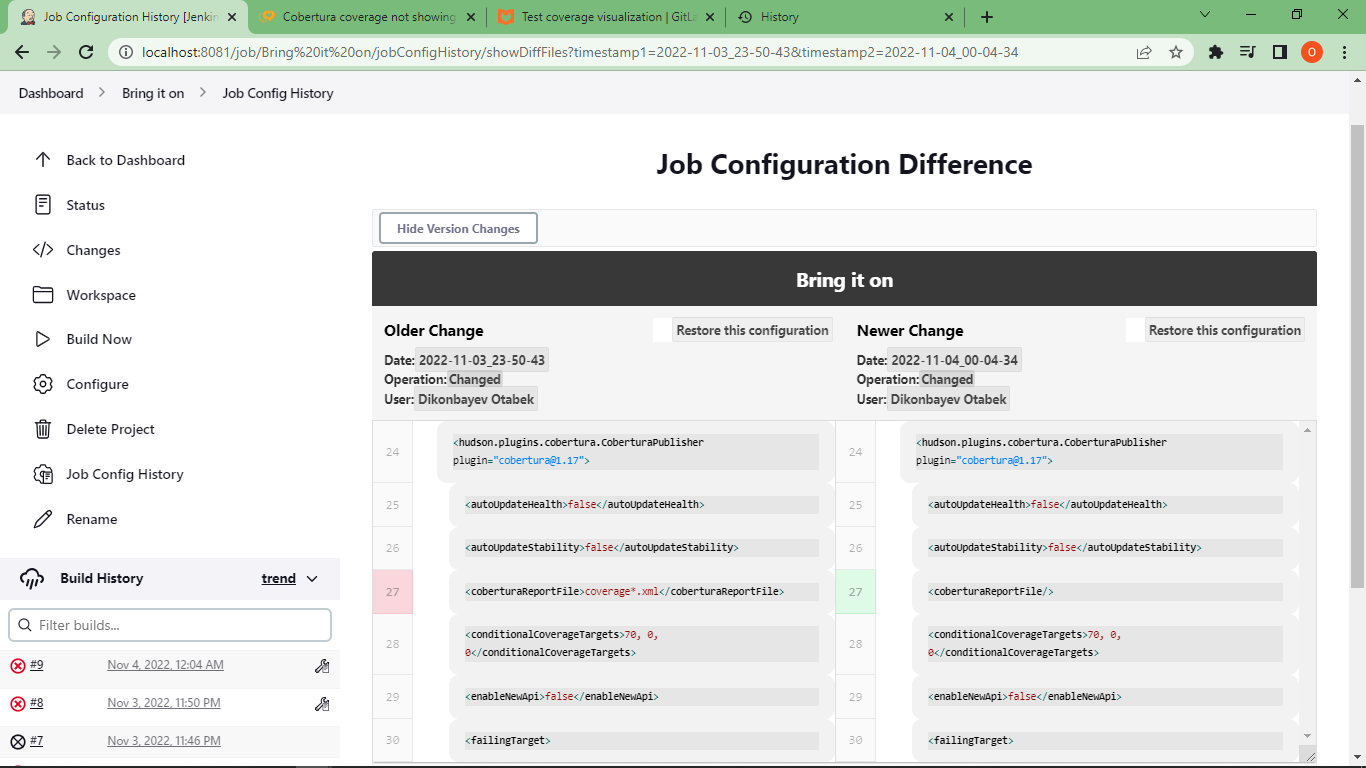 Job Configuration History [Jenkin
Cobertura coverage not showing
Test coverage visualization | GitLa
History
localhost:8081/job/Bring%20it%20on/jobConfigHistory/showDiffFiles?timestamp1=2022-11-03_23-50-43&timestamp2=2022-11-04_00-04-34
O
Dashboard
Bring it on
Job Config History
Back to Dashboard
Status
Changes
Workspace
Build Now
Configure
Delete Project
Job Config History
Rename
Build History
trend
Filter builds...
#9 Nov 4, 2022, 12:04 AM
#8 Nov 3, 2022, 11:50 PM
#7 Nov 3, 2022, 11:46 PM
Job Configuration Difference
Hide Version Changes
Bring it on
Older Change
Restore this configuration
Date: 2022-11-03_23-50-43
Operation: Changed
User: Dikonbayev Otabek
Newer Change
Restore this configuration
Date: 2022-11-04_00-04-34
Operation: Changed
User: Dikonbayev Otabek
24 <hudson.plugins.cobertura.CoberturaPublisher
plugin="cobertura@1.17">
25 <autoUpdateHealth>false</autoUpdateHealth>
26 <autoUpdateStability>false</autoUpdateStability>
27 <coberturaReportFile>coverage*.xml</coberturaReportFile>
28 <conditionalCoverageTargets>70, 0,
0</conditionalCoverageTargets>
29 <enableNewApi>false</enableNewApi>
30 <failingTarget>
24 <hudson.plugins.cobertura.CoberturaPublisher
plugin="cobertura@1.17">
25 <autoUpdateHealth>false</autoUpdateHealth>
26 <autoUpdateStability>false</autoUpdateStability>
27 <coberturaReportFile/>
28 <conditionalCoverageTargets>70, 0,
0</conditionalCoverageTargets>
29 <enableNewApi>false</enableNewApi>
30 <failingTarget>